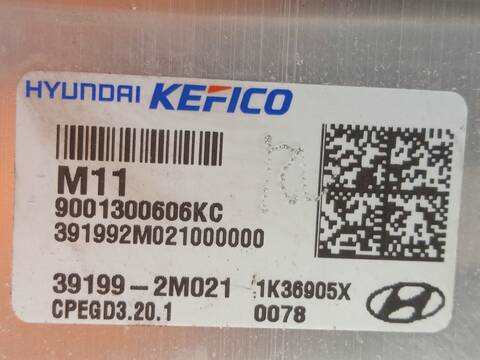 HYUNDAI KEFICO
M11
9001300606KC
391992M021000000
39199-2M021 1K36905X
CPEGD3.20.1 0078